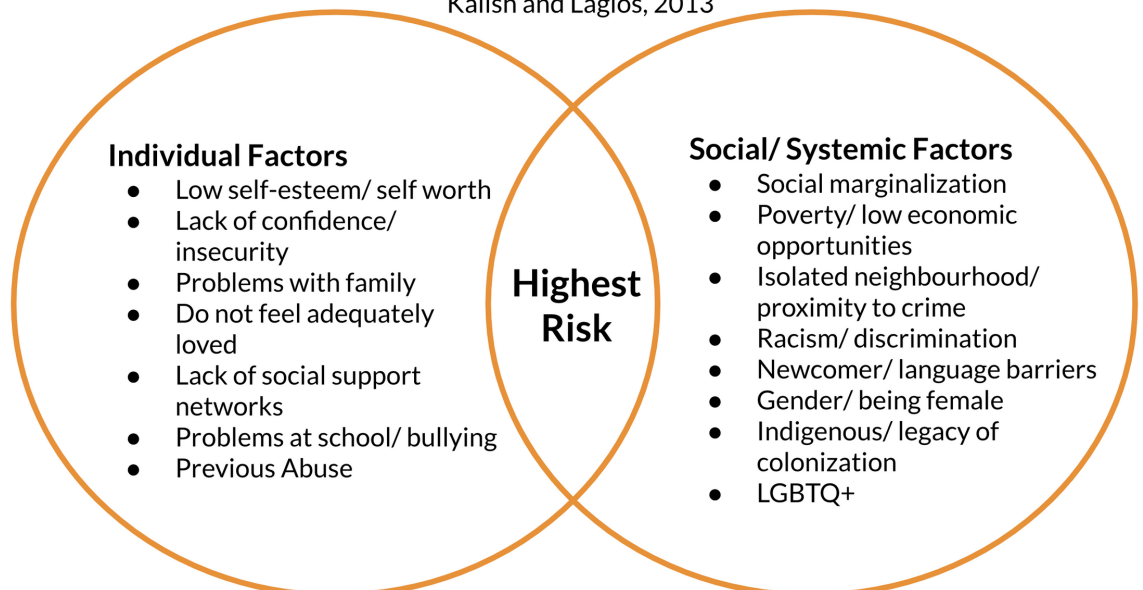 Kalish and Lagios, 2013
Individual Factors
● Low self-esteem/ self worth
● Lack of confidence/
insecurity
● Problems with family
● Do not feel adequately
loved
● Lack of social support
networks
● Problems at school/ bullying
● Previous Abuse
Highest
Risk
Social/ Systemic Factors
● Social marginalization
● Poverty/ low economic
opportunities
● Isolated neighbourhood/
proximity to crime
● Racism/ discrimination
● Newcomer/ language barriers
● Gender/ being female
● Indigenous/ legacy of
colonization
● LGBTQ+